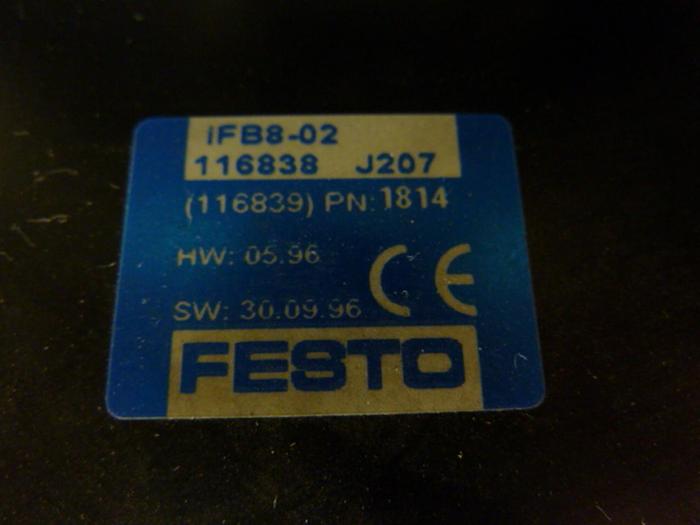 IFB8-02
116838 J207
(116839) PN: 1814
HW: 05.96
SW: 30.09.96
CE
FESTO